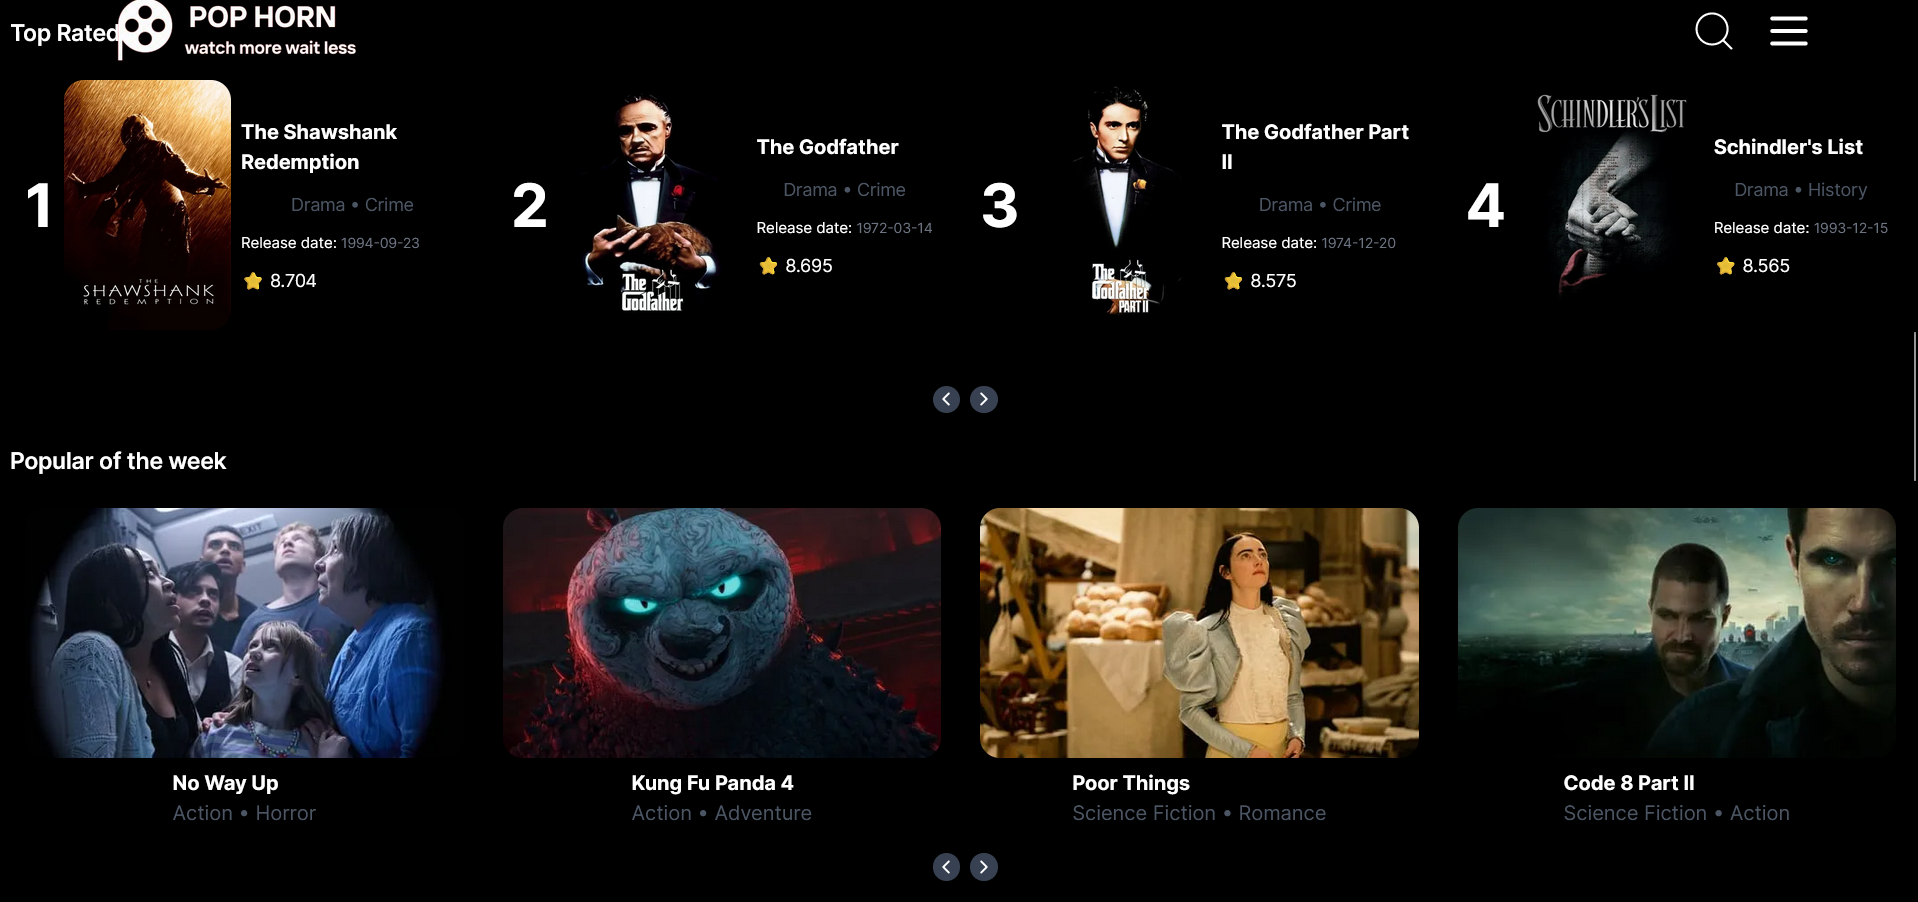 Top Rated
POP HORN
watch more wait less
1
THE
SHAWSHANK
REDEMPTION
The Shawshank
Redemption
Drama • Crime
Release date: 1994-09-23
8.704
2
The
Godfather
The Godfather
Drama • Crime
Release date: 1972-03-14
8.695
3
The
Godfather
PART II
The Godfather Part
II
Drama • Crime
Release date: 1974-12-20
8.575
4
SCHINDLER'S LIST
Schindler's List
Drama • History
Release date: 1993-12-15
8.565
Popular of the week
EXIT
No Way Up
Action • Horror
Kung Fu Panda 4
Action • Adventure
Poor Things
Science Fiction • Romance
Code 8 Part II
Science Fiction • Action